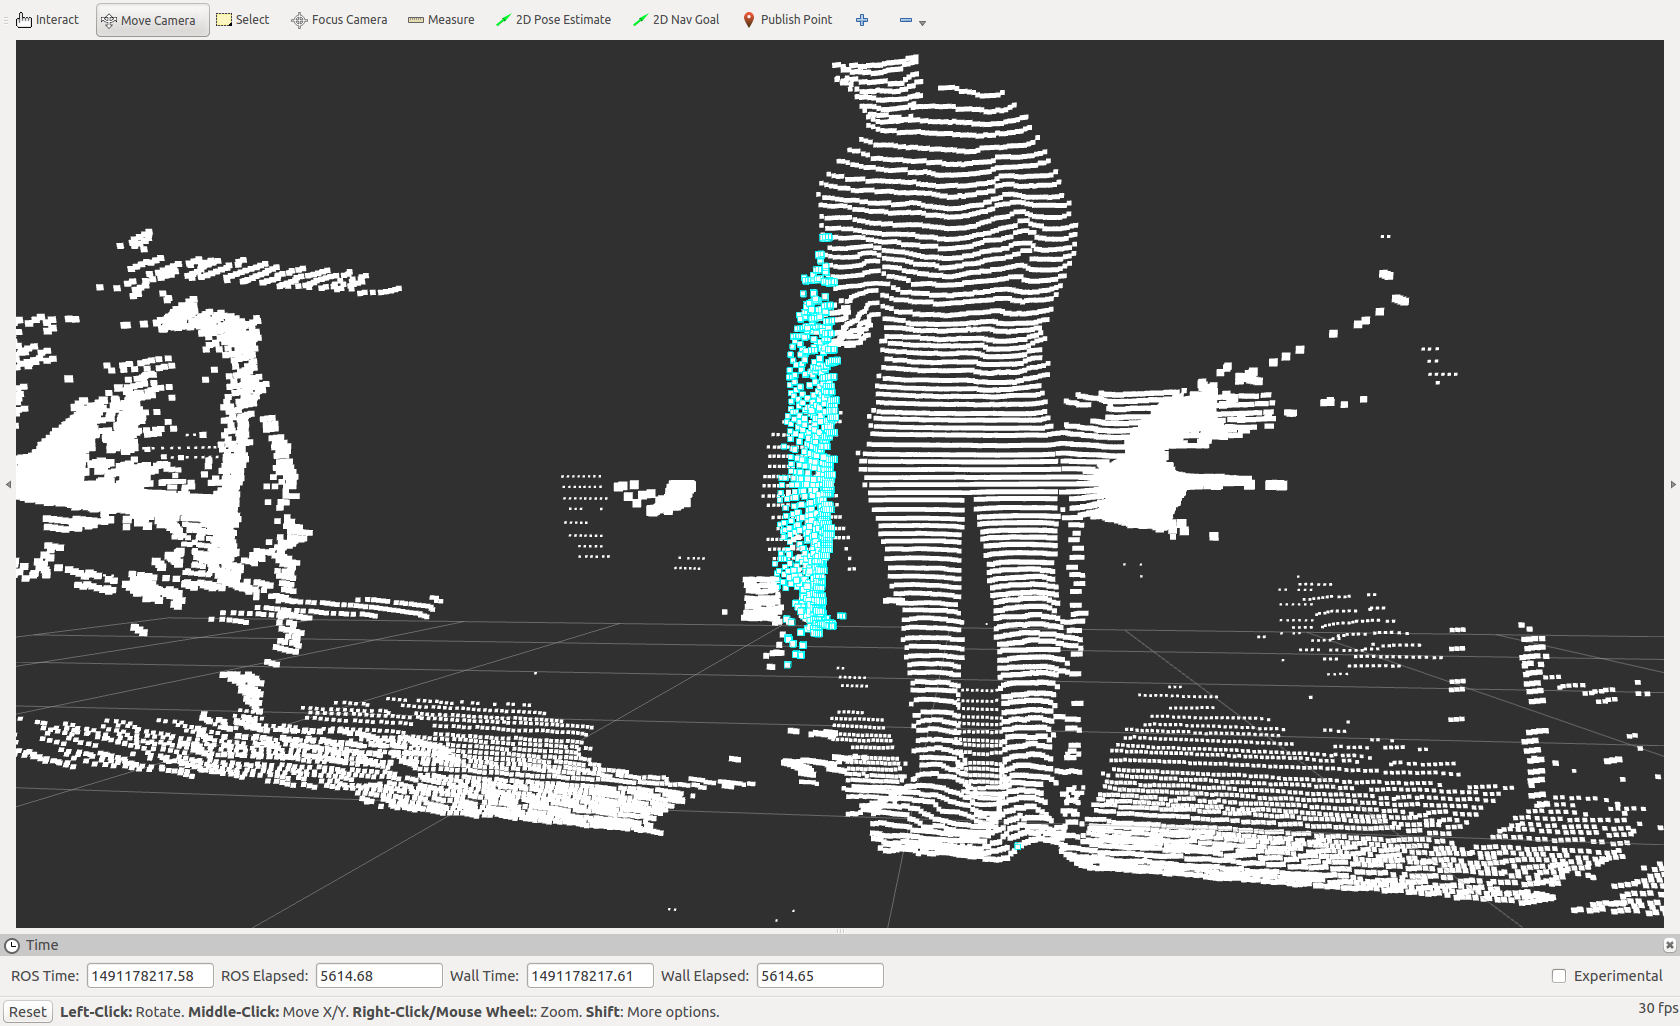 Interact Move Camera Select Focus Camera Measure 2D Pose Estimate 2D Nav Goal Publish Point
Time
ROS Time: 1491178217.58 ROS Elapsed: 5614.68 Wall Time: 1491178217.61 Wall Elapsed: 5614.65 Experimental
Reset Left-Click: Rotate. Middle-Click: Move X/Y. Right-Click/Mouse Wheel:: Zoom. Shift: More options. 30 fps